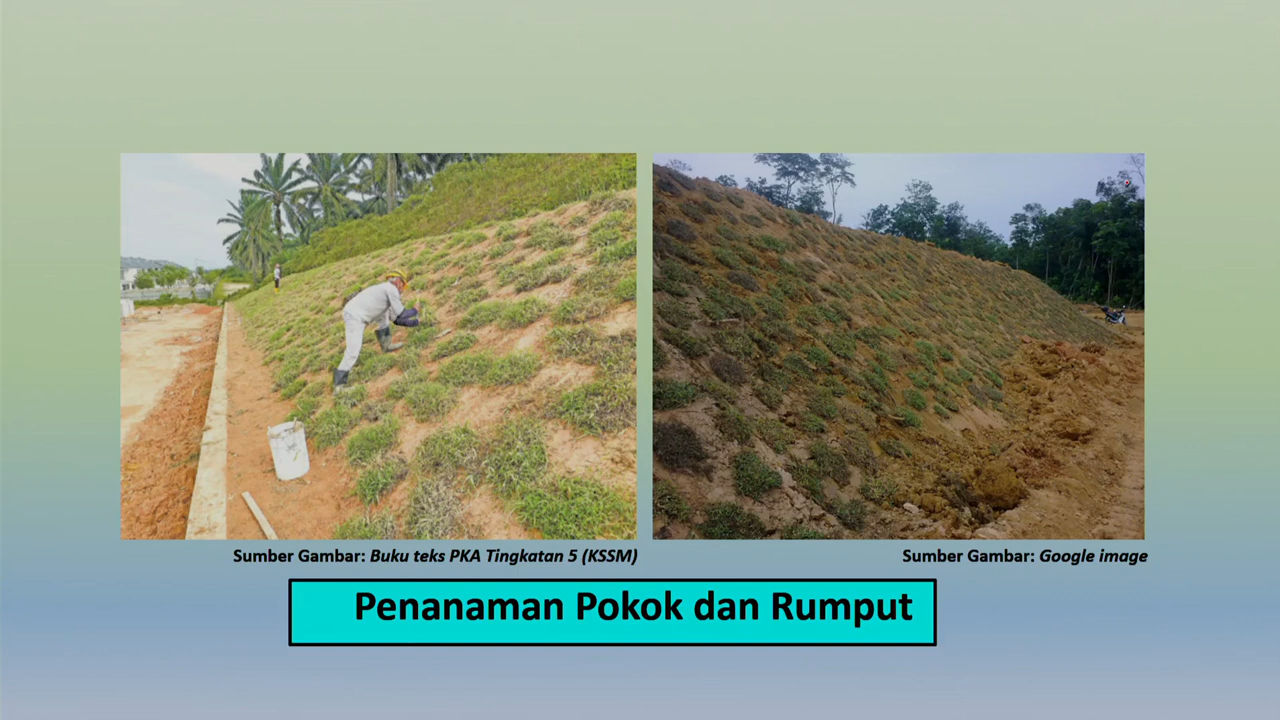 Sumber Gambar: Buku teks PKA Tingkatan 5 (KSSM)
Sumber Gambar: Google image
Penanaman Pokok dan Rumput